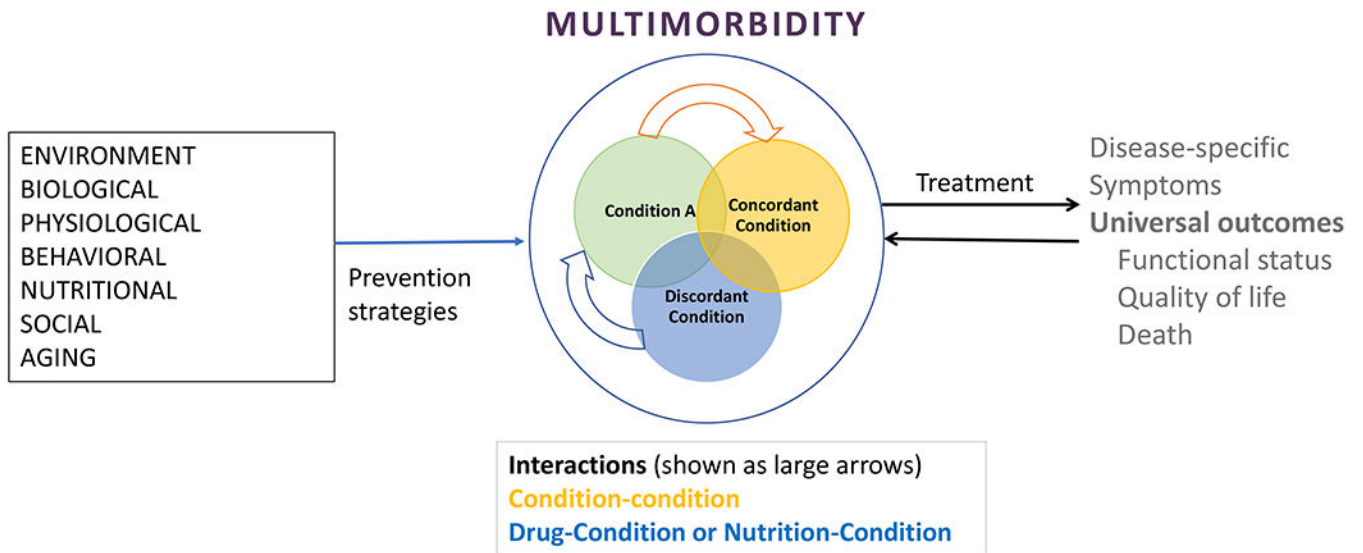 MULTIMORBIDITY
ENVIRONMENT
BIOLOGICAL
PHYSIOLOGICAL
BEHAVIORAL
NUTRITIONAL
SOCIAL
AGING
Prevention
strategies
Condition A
Concordant
Condition
Discordant
Condition
Treatment
Disease-specific
Symptoms
Universal outcomes
Functional status
Quality of life
Death
Interactions (shown as large arrows)
Condition-condition
Drug-Condition or Nutrition-Condition